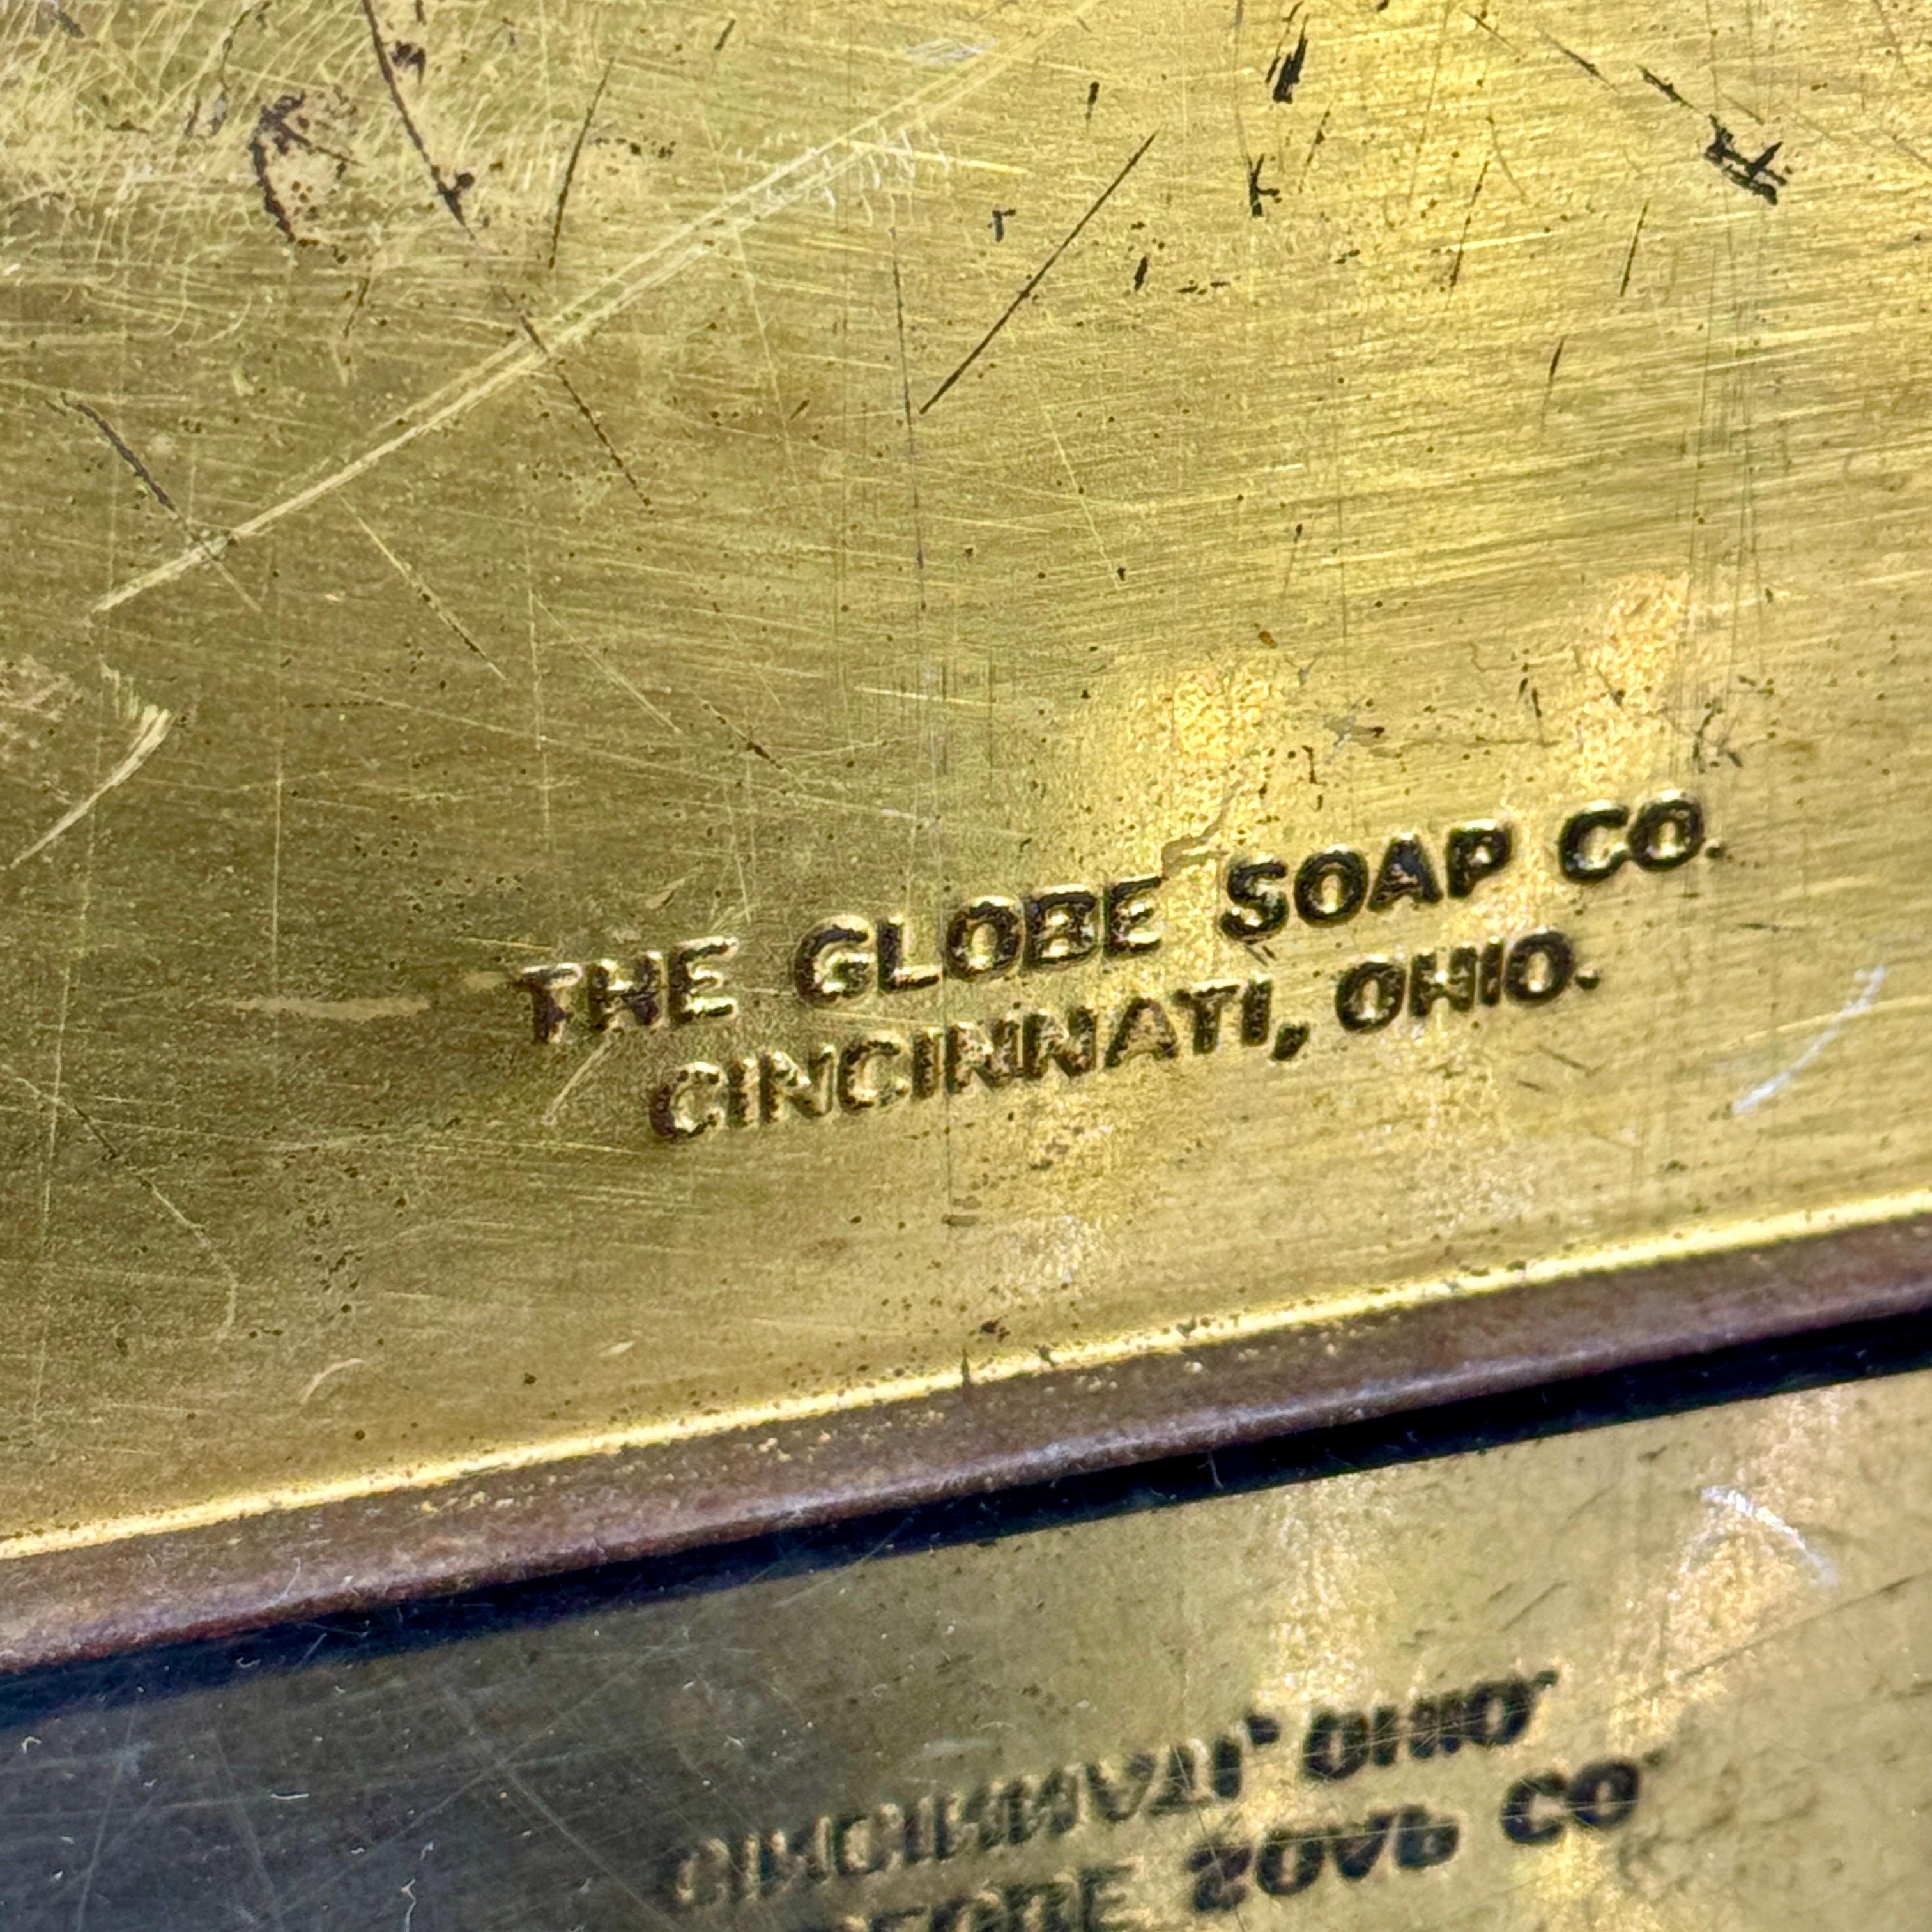 THE GLOBE SOAP CO.
CINCINNATI, OHIO.